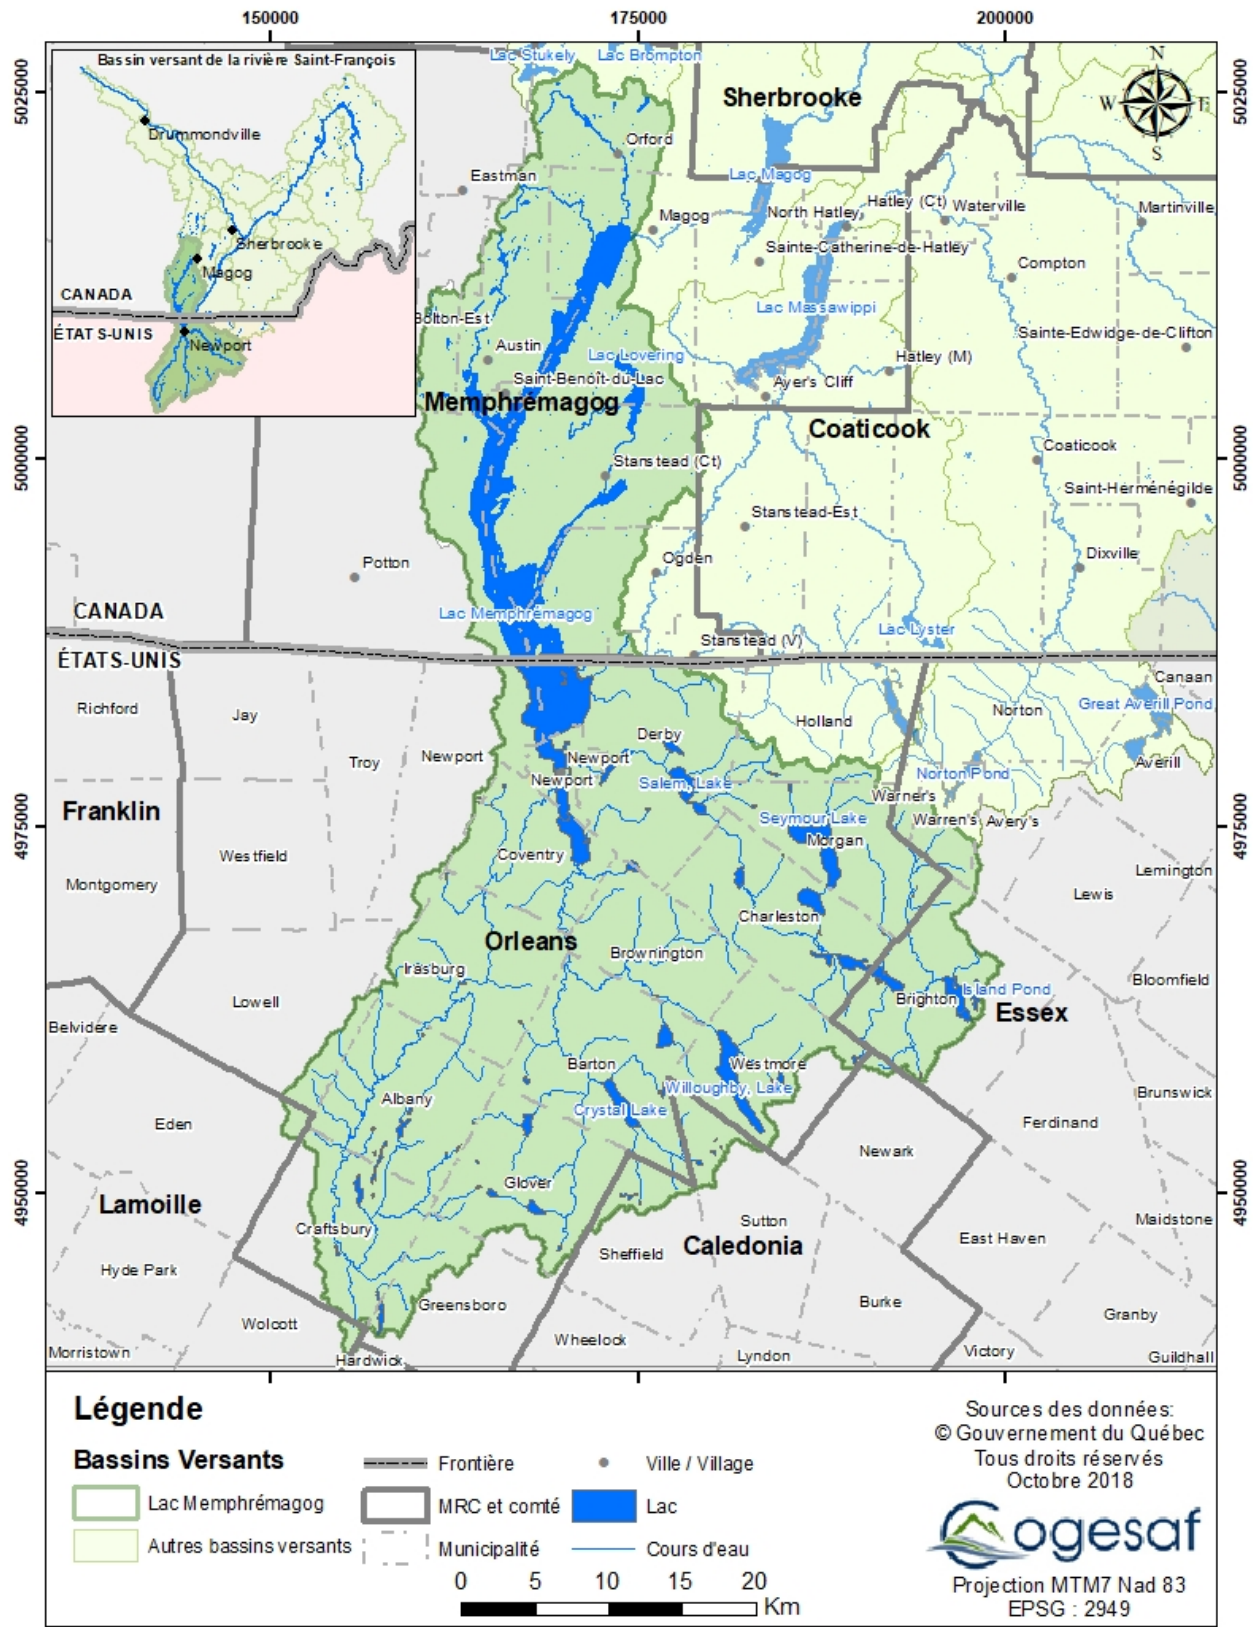 150000
175000
200000
5025000
5025000
5000000
5000000
4975000
4975000
4950000
4950000
Bassin versant de la rivière Saint-François
Drummondville
Sherbrooke
Magog
CANADA
ÉTATS-UNIS
Newport
N
W
E
S
Lac Stukely
Lac Brompton
Sherbrooke
Orford
Eastman
Lac Magog
Magog
North Hatley
Hatley (Ct)
Waterville
Martinville
Sainte-Catherine-de-Hatley
Compton
Lac Massawippi
Bolton-Est
Sainte-Edwidge-de-Clifton
Austin
Lac Lovering
Hatley (M)
Saint-Benoît-du-Lac
Ayer's Cliff
Memphrémagog
Coaticook
Coaticook
Stanstead (Ct)
Saint-Herménégilde
Stanstead-Est
Potton
Ogden
Dixville
CANADA
Lac Memphrémagog
Lac Lyster
Stanstead (V)
ÉTATS-UNIS
Canaan
Richford
Jay
Holland
Norton
Great Averill Pond
Troy
Newport
Derby
Newport
Newport
Averill
Salem, Lake
Norton Pond
Franklin
Warner's
Seymour Lake
Warren's
Avery's
Morgan
Westfield
Coventry
Lemington
Montgomery
Lewis
Charleston
Orleans
Brownington
Irasburg
Bloomfield
Lowell
Brighton
Island Pond
Essex
Belvidere
Barton
Westmore
Willoughby, Lake
Brunswick
Albany
Crystal Lake
Eden
Ferdinand
Newark
Glover
Lamoille
Craftsbury
Sutton
Maidstone
Caledonia
East Haven
Sheffield
Hyde Park
Greensboro
Burke
Granby
Wolcott
Wheelock
Morristown
Hardwick
Lyndon
Victory
Guildhall
Légende
Bassins Versants
Lac Memphrémagog
Autres bassins versants
Frontière
MRC et comté
Municipalité
Ville / Village
Lac
Cours d'eau
0 5 10 15 20
Km
Sources des données:
© Gouvernement du Québec
Tous droits réservés
Octobre 2018
Cogesaf
Projection MTM7 Nad 83
EPSG : 2949